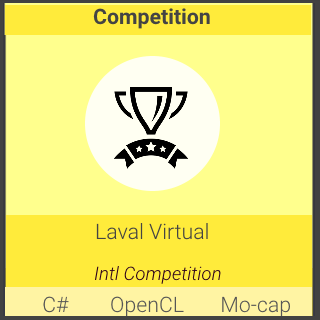 Competition
Laval Virtual
Intl Competition
C# OpenCL Mo-cap